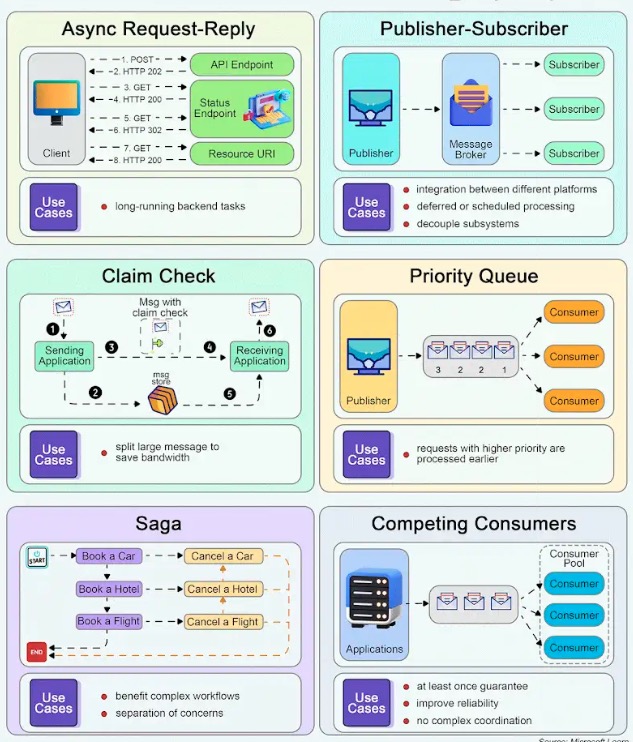 Async Request-Reply
1. POST
2. HTTP 202
3. GET
4. HTTP 200
5. GET
6. HTTP 302
7. GET
8. HTTP 200
Client
API Endpoint
Status
Endpoint
Resource URI
Use
Cases
long-running backend tasks
Publisher-Subscriber
Publisher
Message
Broker
Subscriber
Subscriber
Subscriber
Use
Cases
integration between different platforms
deferred or scheduled processing
decouple subsystems
Claim Check
Msg with
claim check
1
3
4
6
Sending
Application
Receiving
Application
msg
store
2
5
Use
Cases
split large message to
save bandwidth
Priority Queue
Publisher
3 2 2 1
Consumer
Consumer
Consumer
Use
Cases
requests with higher priority are
processed earlier
Saga
START
Book a Car
Cancel a Car
Book a Hotel
Cancel a Hotel
Book a Flight
Cancel a Flight
END
Use
Cases
benefit complex workflows
separation of concerns
Competing Consumers
Applications
Consumer
Pool
Consumer
Consumer
Consumer
Use
Cases
at least once guarantee
improve reliability
no complex coordination
Source: Microsoft Learn